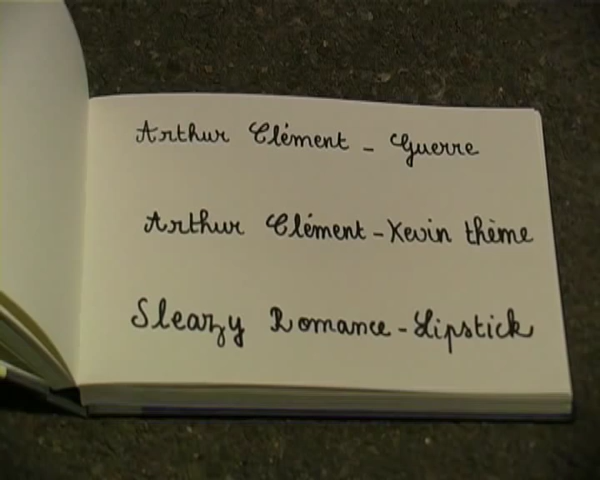 Arthur Clément - Guerre
Arthur Clément - Kevin thème
Sleazy Romance - Lipstick